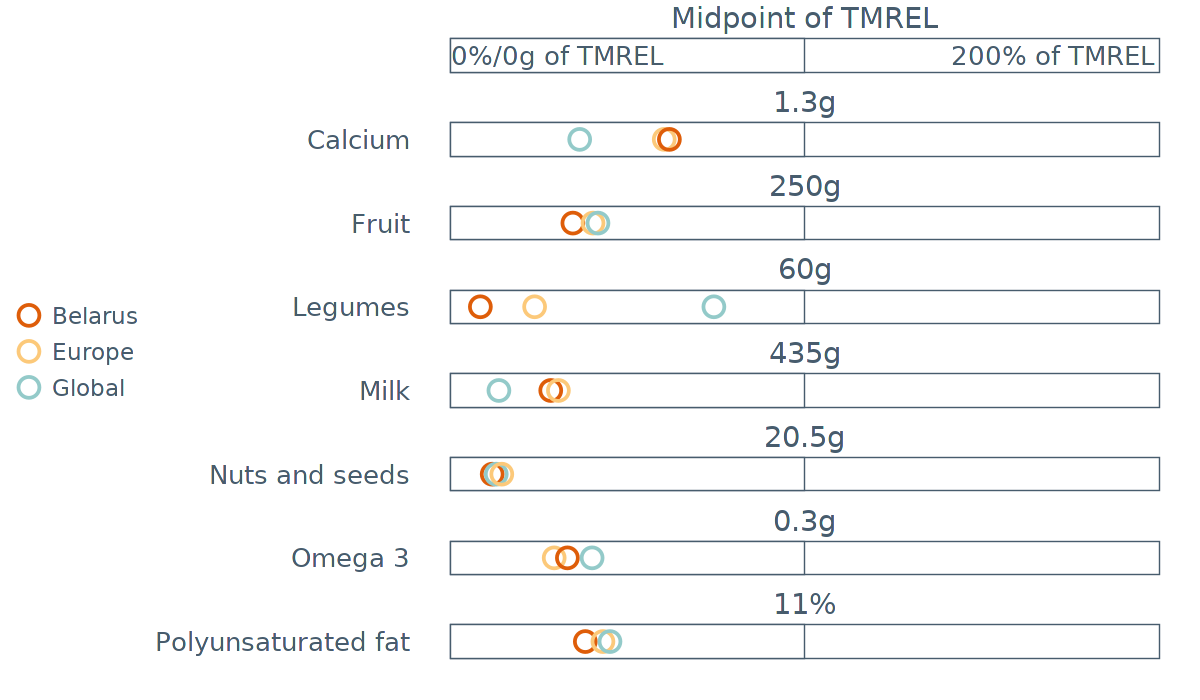 Midpoint of TMREL
0%/0g of TMREL 200% of TMREL
1.3g
Calcium
250g
Fruit
60g
Legumes
435g
Milk
20.5g
Nuts and seeds
0.3g
Omega 3
11%
Polyunsaturated fat
Belarus
Europe
Global